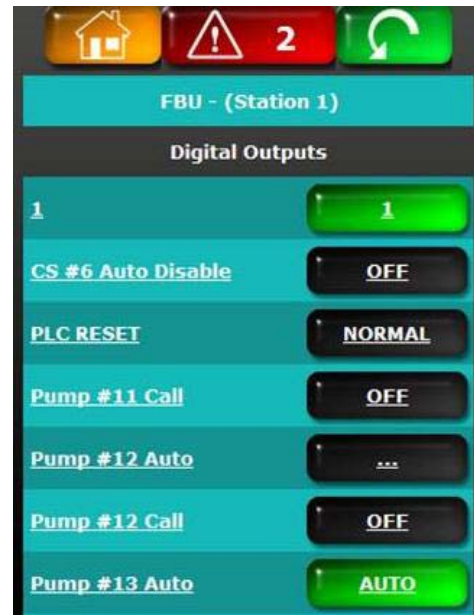 2
FBU - (Station 1)
Digital Outputs
1 1
CS #6 Auto Disable OFF
PLC RESET NORMAL
Pump #11 Call OFF
Pump #12 Auto ...
Pump #12 Call OFF
Pump #13 Auto AUTO